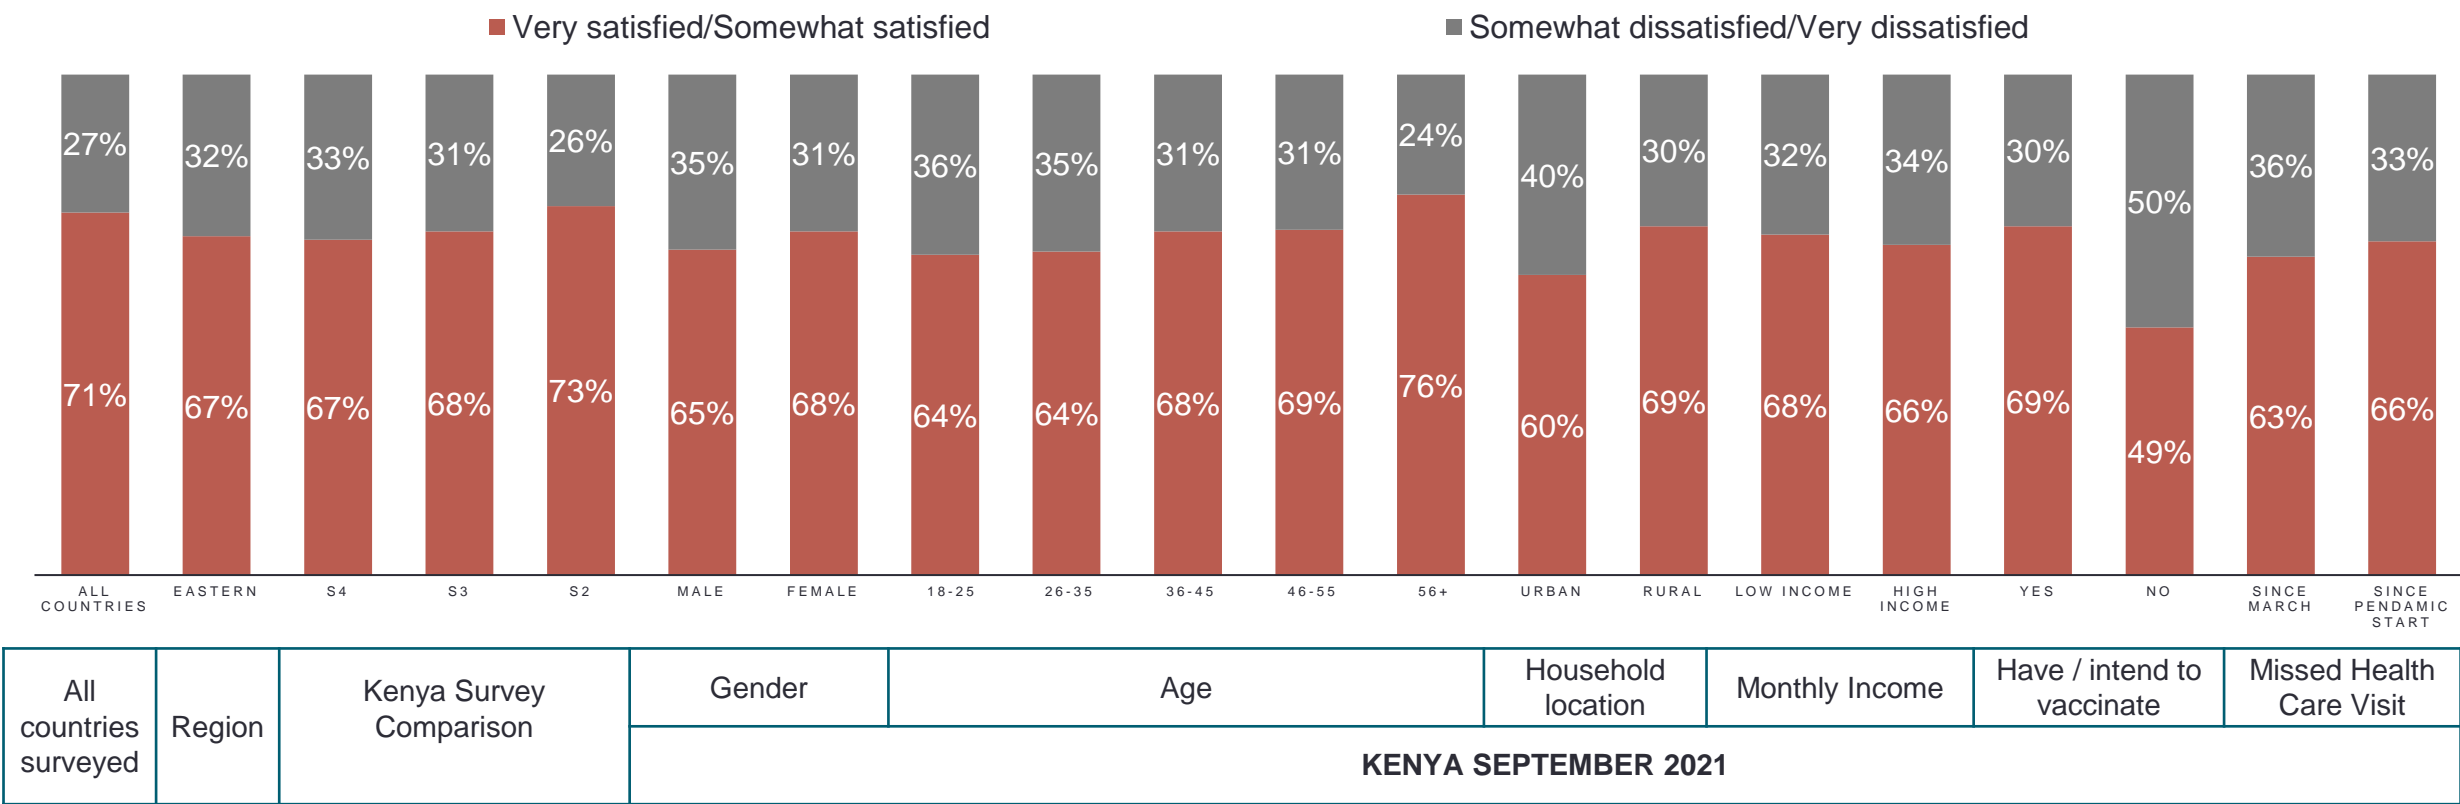 Very satisfied/Somewhat satisfied
Somewhat dissatisfied/Very dissatisfied
27%
32%
33%
31%
26%
35%
31%
36%
35%
31%
31%
24%
40%
30%
32%
34%
30%
50%
36%
33%
71%
67%
67%
68%
73%
65%
68%
64%
64%
68%
69%
76%
60%
69%
68%
66%
69%
49%
63%
66%
ALL
COUNTRIES
EASTERN
S4
S3
S2
MALE
FEMALE
18-25
26-35
36-45
46-55
56+
URBAN
RURAL
LOW INCOME
HIGH
INCOME
YES
NO
SINCE
MARCH
SINCE
PENDAMIC
START
All
countries
surveyed
Region
Kenya Survey
Comparison
Gender
Age
Household
location
Monthly Income
Have / intend to
vaccinate
Missed Health
Care Visit
KENYA SEPTEMBER 2021